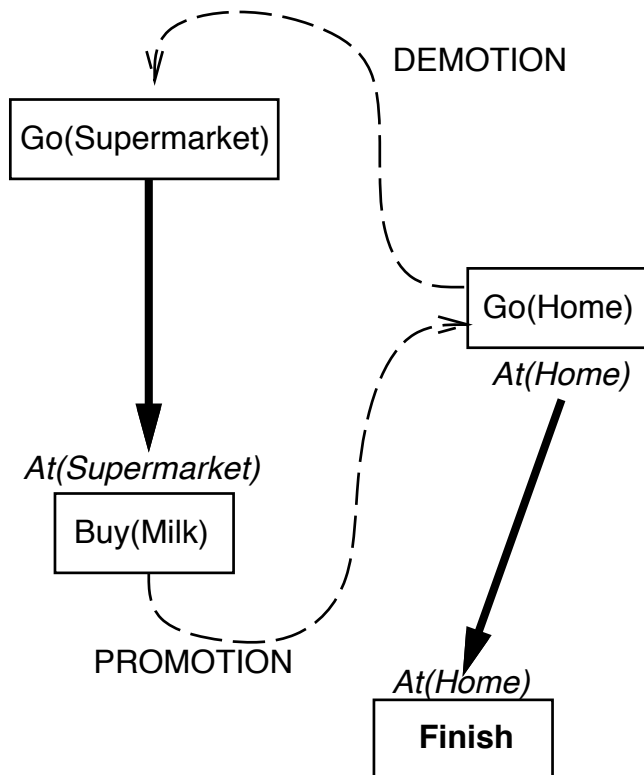 DEMOTION
Go(Supermarket)
Go(Home)
At(Home)
At(Supermarket)
Buy(Milk)
PROMOTION
At(Home)
Finish